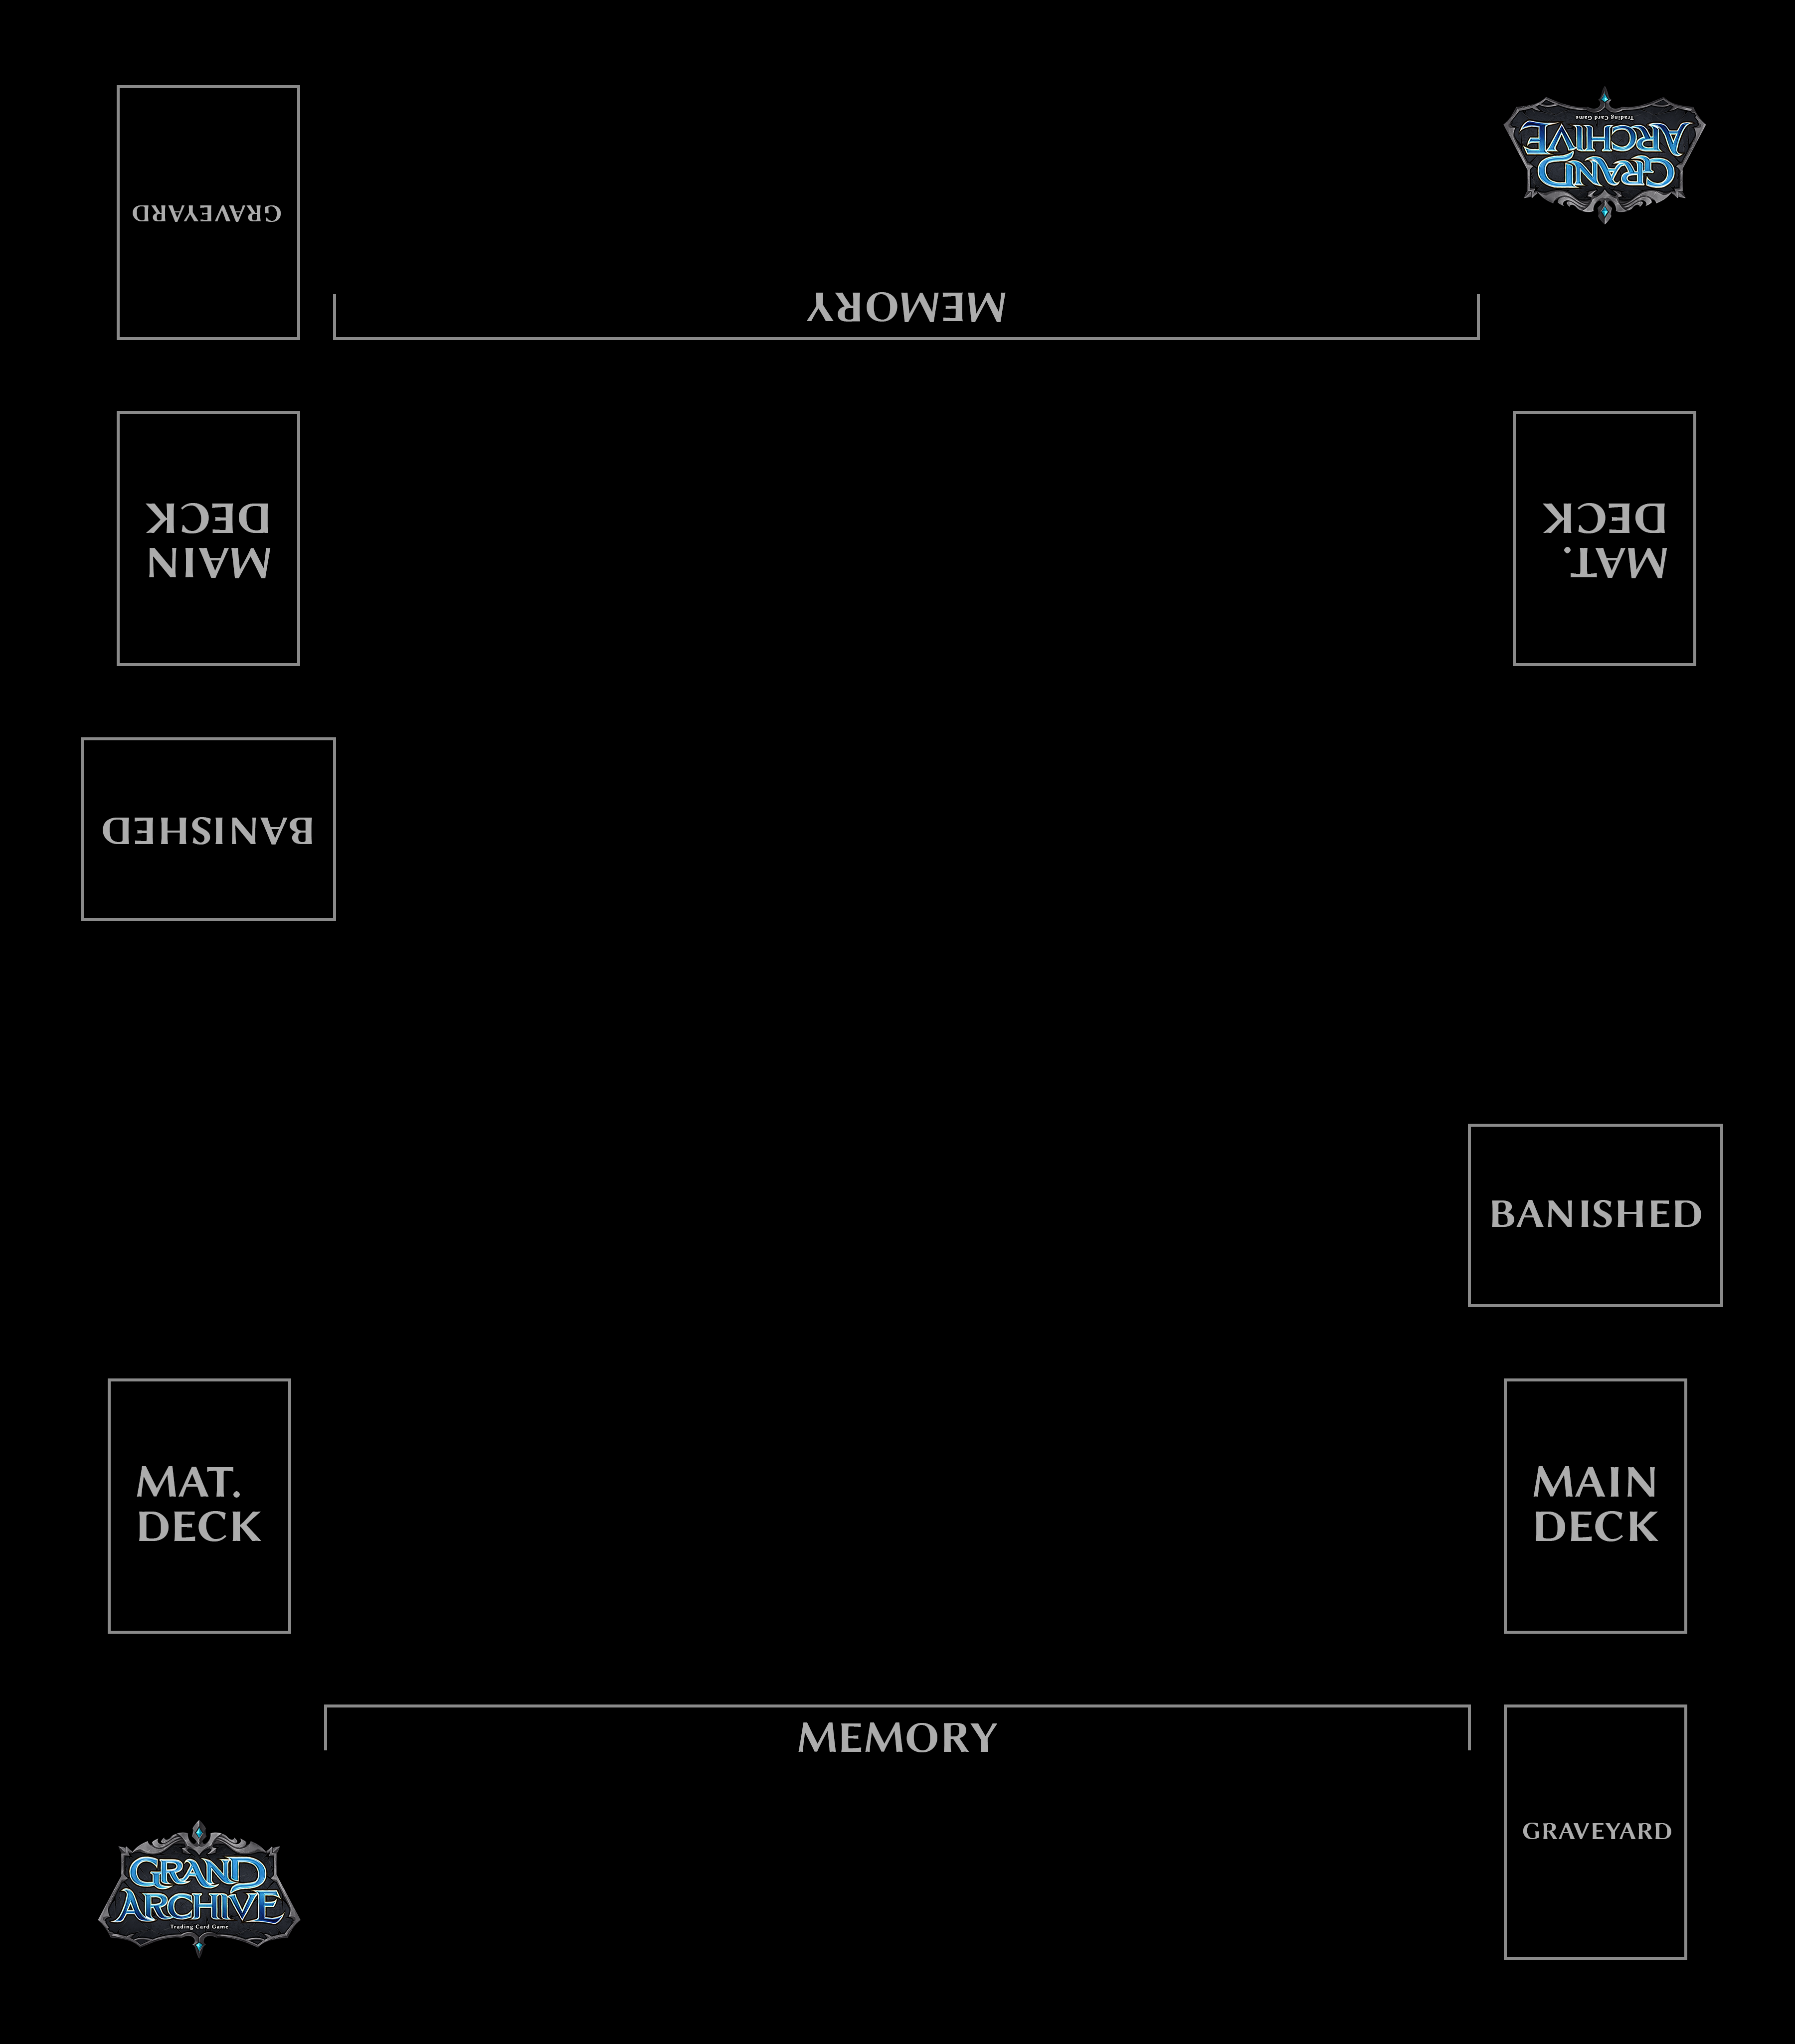 GRAVEYARD
Trading Card Game
ARCHIVE
GRAND
MEMORY
DECK
MAIN
DECK
MAT.
BANISHED
BANISHED
MAT.
DECK
MAIN
DECK
MEMORY
GRAVEYARD
GRAND
ARCHIVE
Trading Card Game